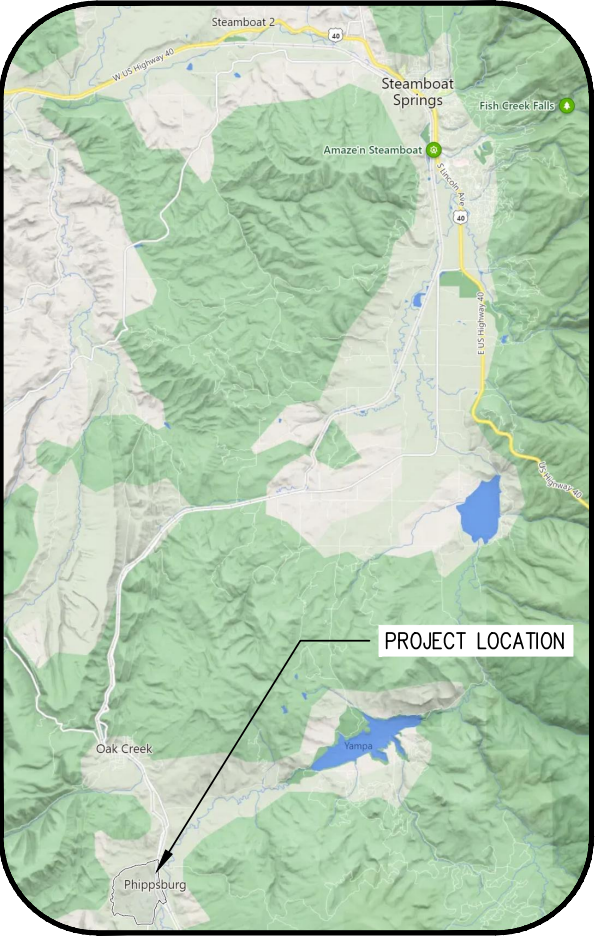 Steamboat 2
40
W US Highway 40
Steamboat
Springs
Fish Creek Falls
Amaze'n Steamboat
S Lincoln Ave
40
E US Highway 40
US Highway 40
PROJECT LOCATION
Yampa
Oak Creek
Phippsburg